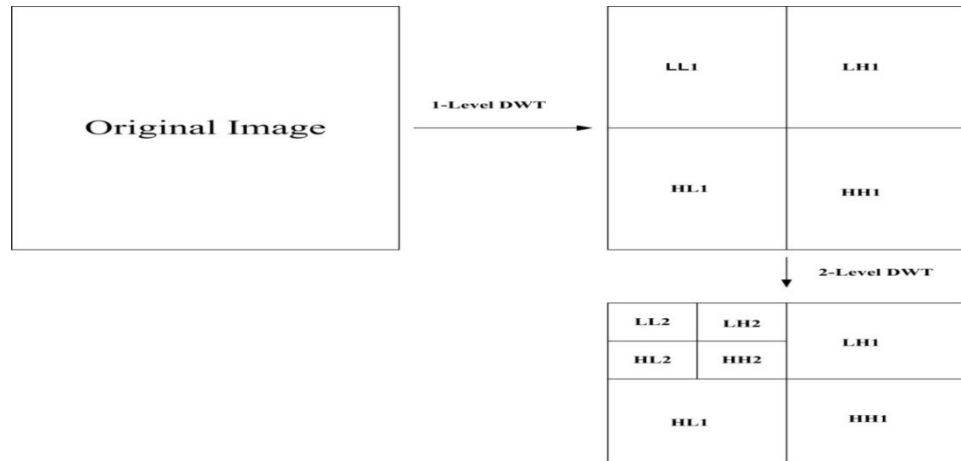 Original Image
1-Level DWT
LL1
LH1
HL1
HH1
2-Level DWT
LL2
LH2
LH1
HL2
HH2
HL1
HH1